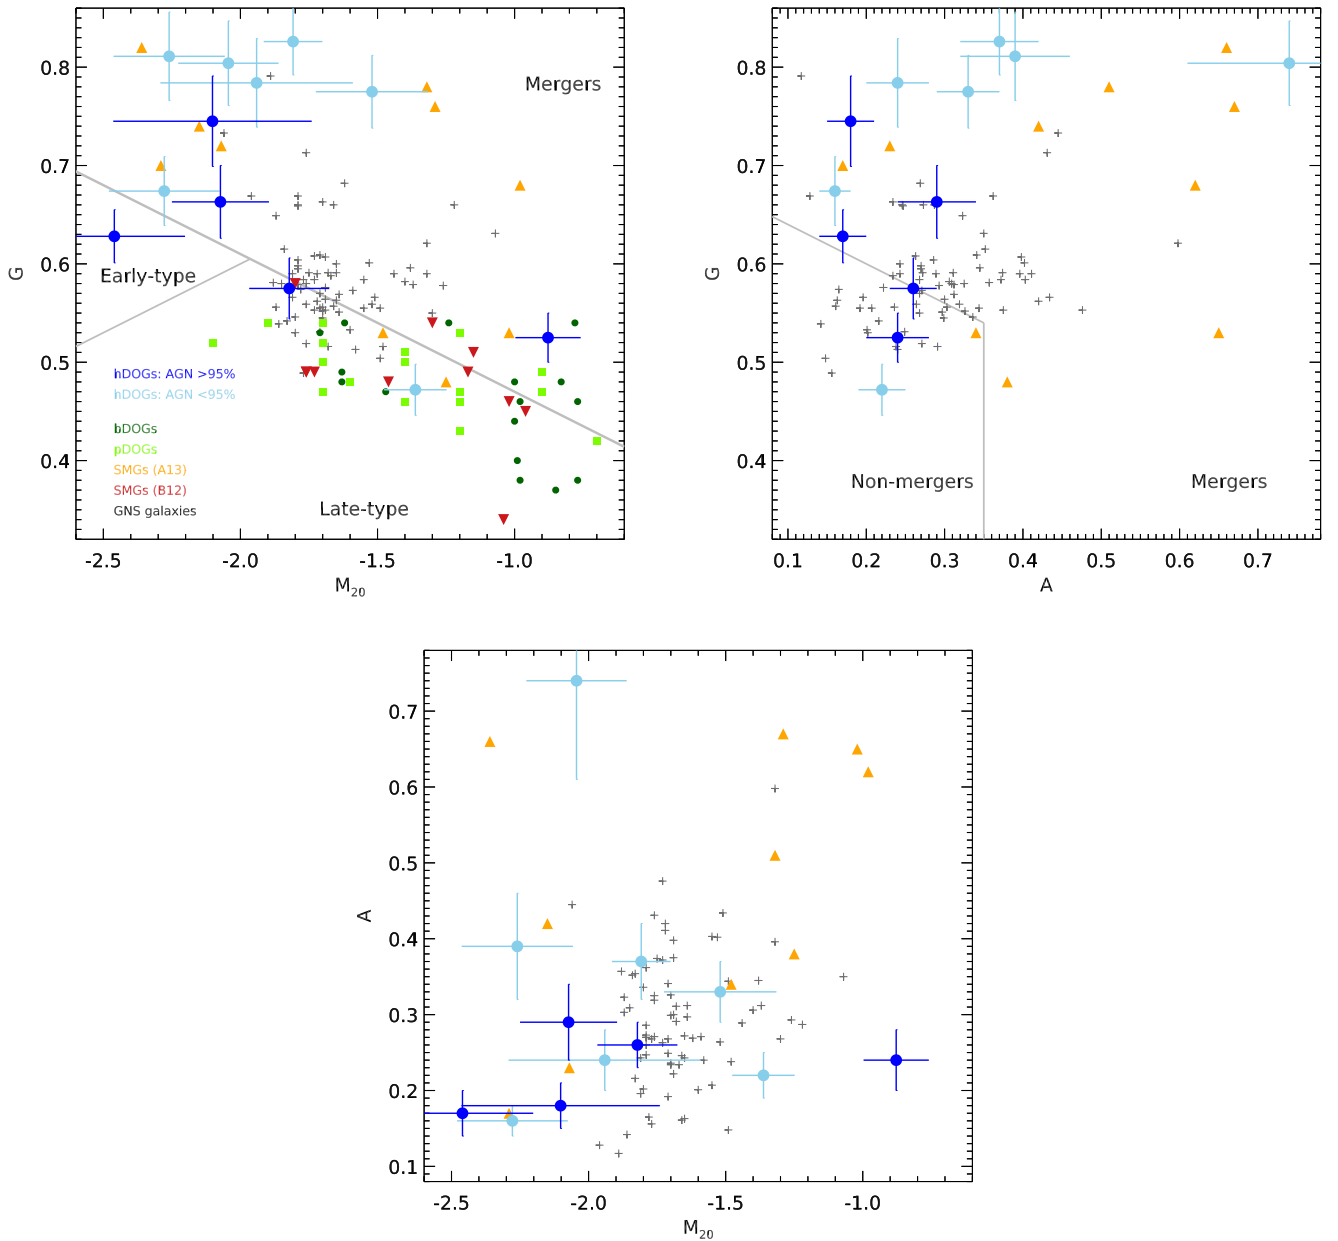 0.8
0.7
0.6
0.5
0.4
G
Mergers
Early-type
hDOGs: AGN >95%
hDOGs: AGN <95%
bDOGs
pDOGs
SMGs (A13)
SMGs (B12)
GNS galaxies
Late-type
-2.5 -2.0 -1.5 -1.0
M20
0.8
0.7
0.6
0.5
0.4
G
Non-mergers Mergers
0.1 0.2 0.3 0.4 0.5 0.6 0.7
A
0.7
0.6
0.5
0.4
0.3
0.2
0.1
A
-2.5 -2.0 -1.5 -1.0
M20